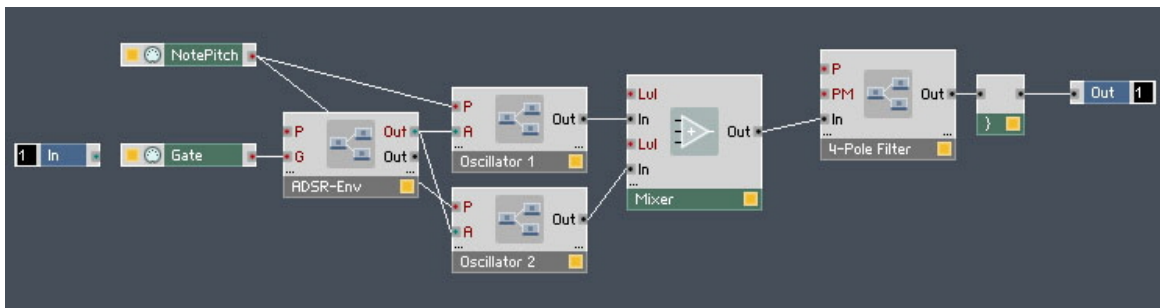 NotePitch
1 In
Gate
P
G
Out
Out
...
...
ADSR-Env
P
A
Out
...
...
Oscillator 1
P
A
Out
...
...
Oscillator 2
Lvl
In
Lvl
In
...
Out
Mixer
P
PM
In
...
Out
...
4-Pole Filter
}
Out 1